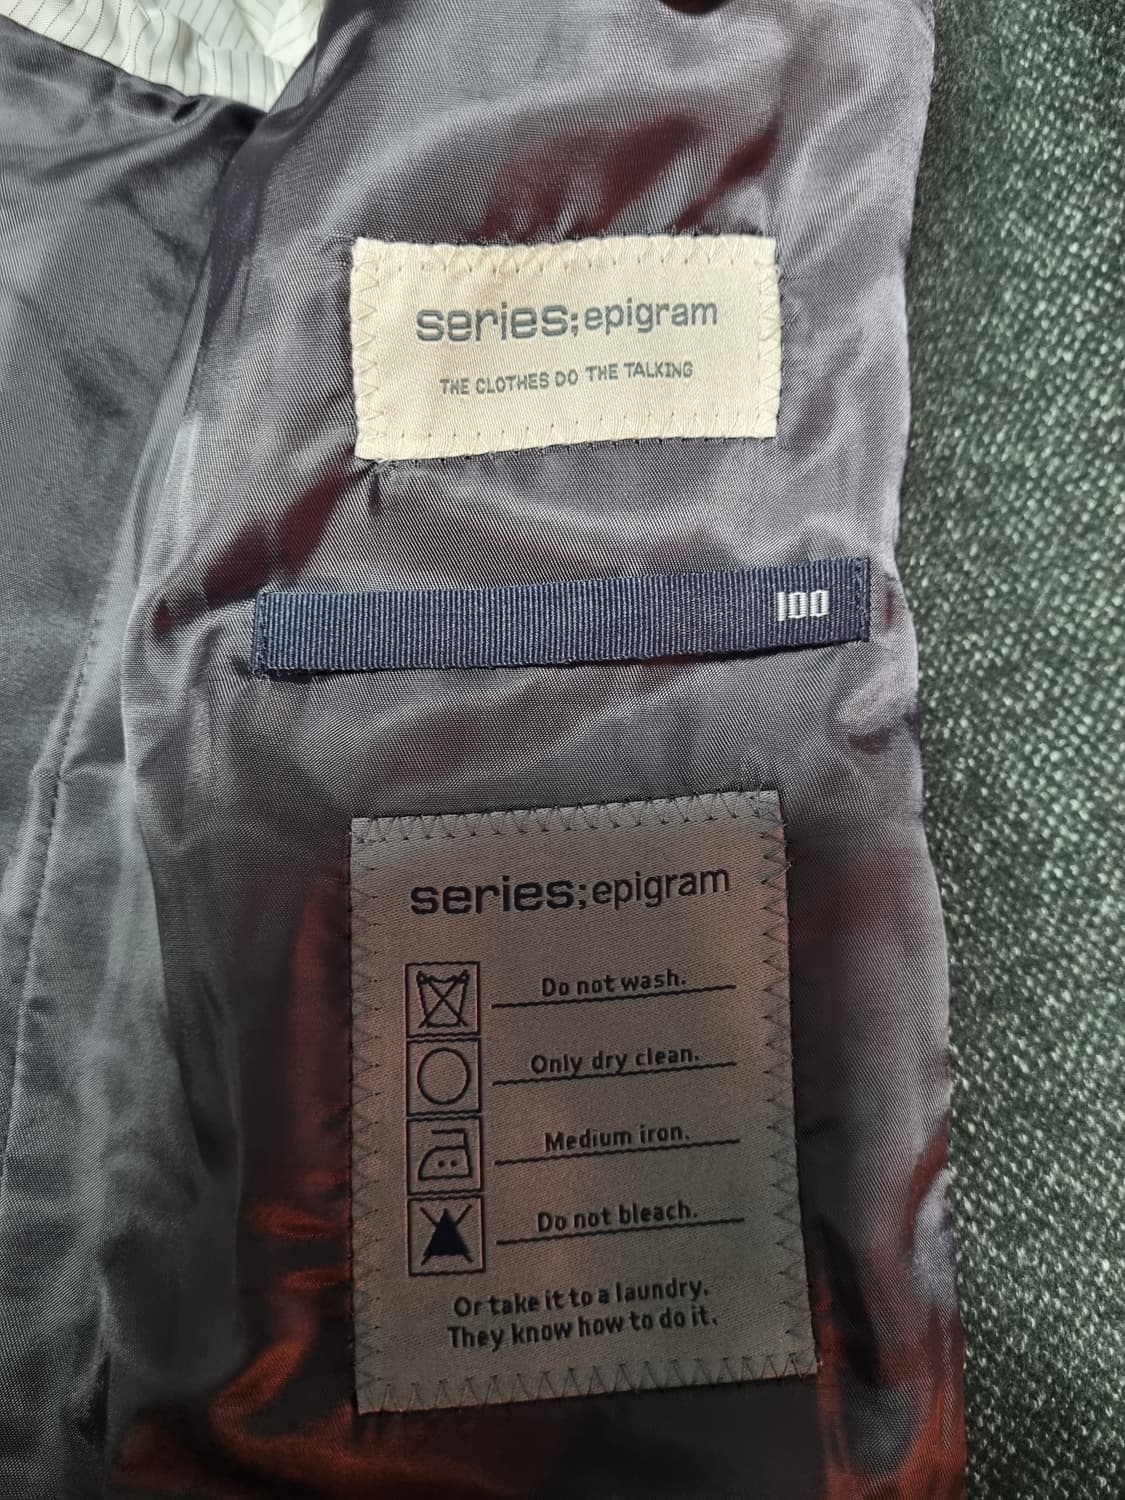 series;epigram
THE CLOTHES DO THE TALKING
100
series;epigram
Do not wash.
Only dry clean.
Medium iron.
Do not bleach.
Or take it to a laundry.
They know how to do it.